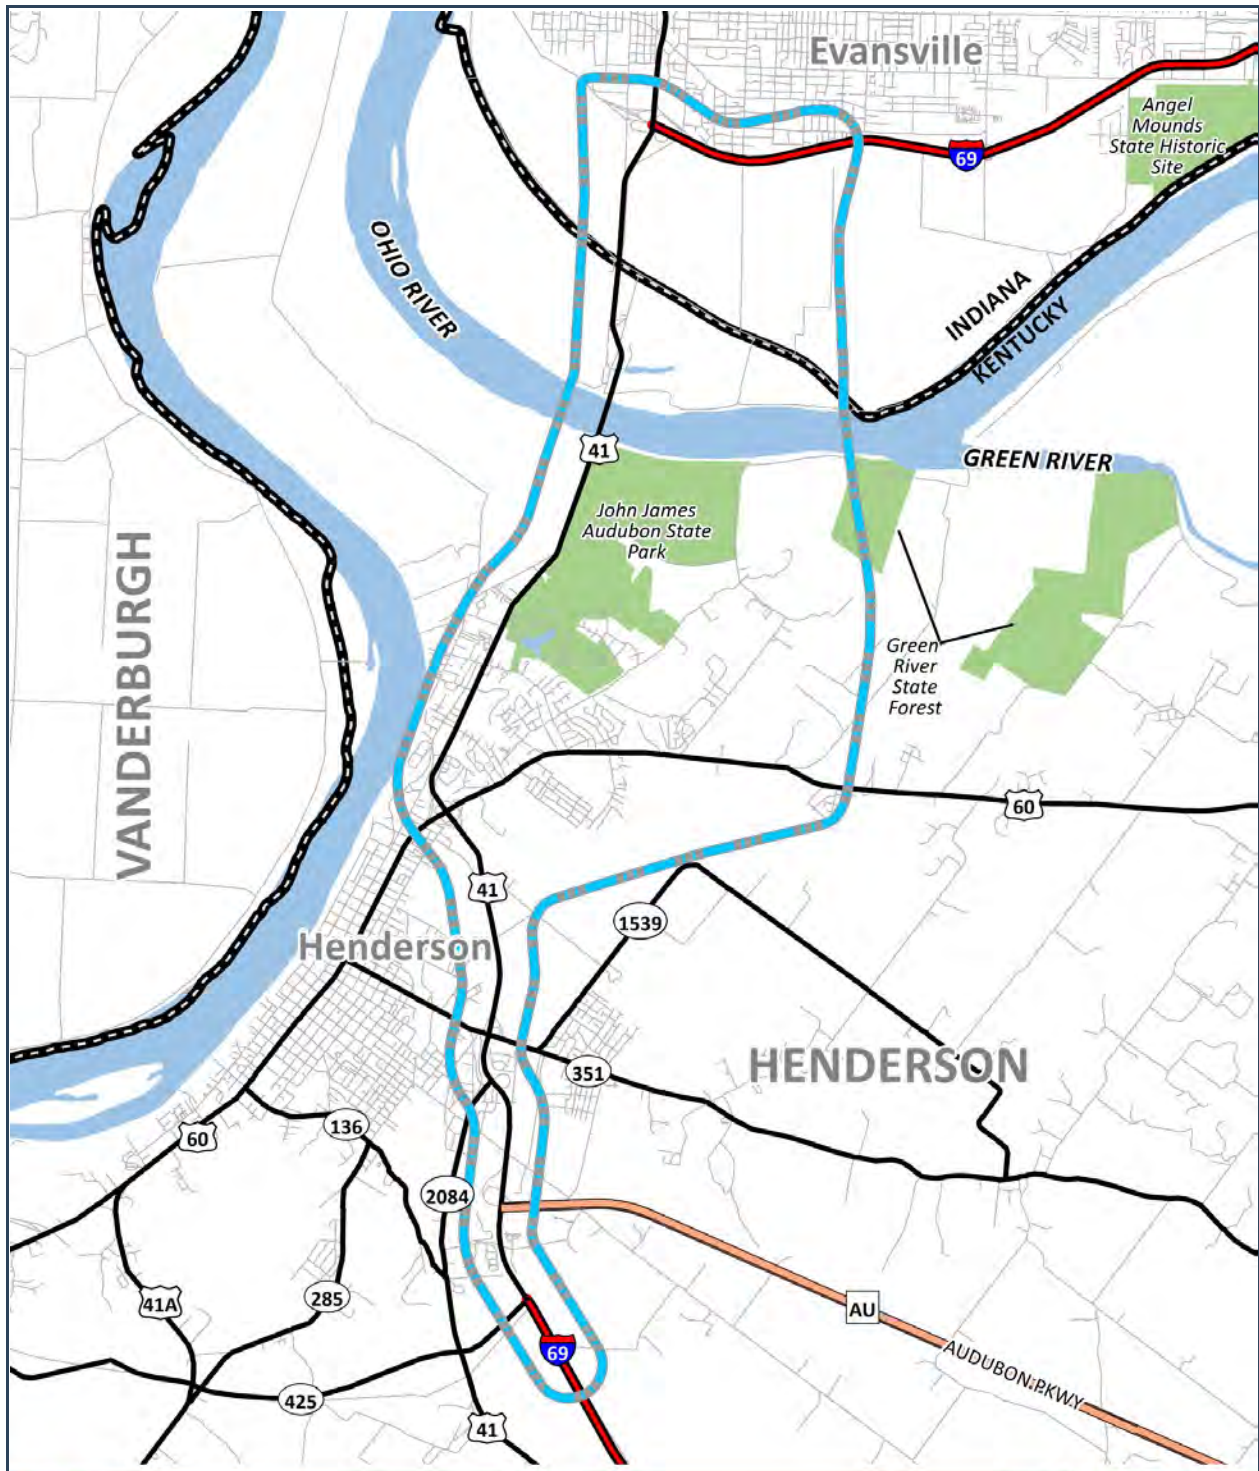 Evansville
Angel
Mounds
State Historic
Site
69
OHIO RIVER
INDIANA
KENTUCKY
41
GREEN RIVER
John James
Audubon State
Park
VANDERBURGH
Green
River
State
Forest
60
41
1539
Henderson
HENDERSON
351
136
60
2084
41A
285
AU
69
AUDUBON PKWY
425
41